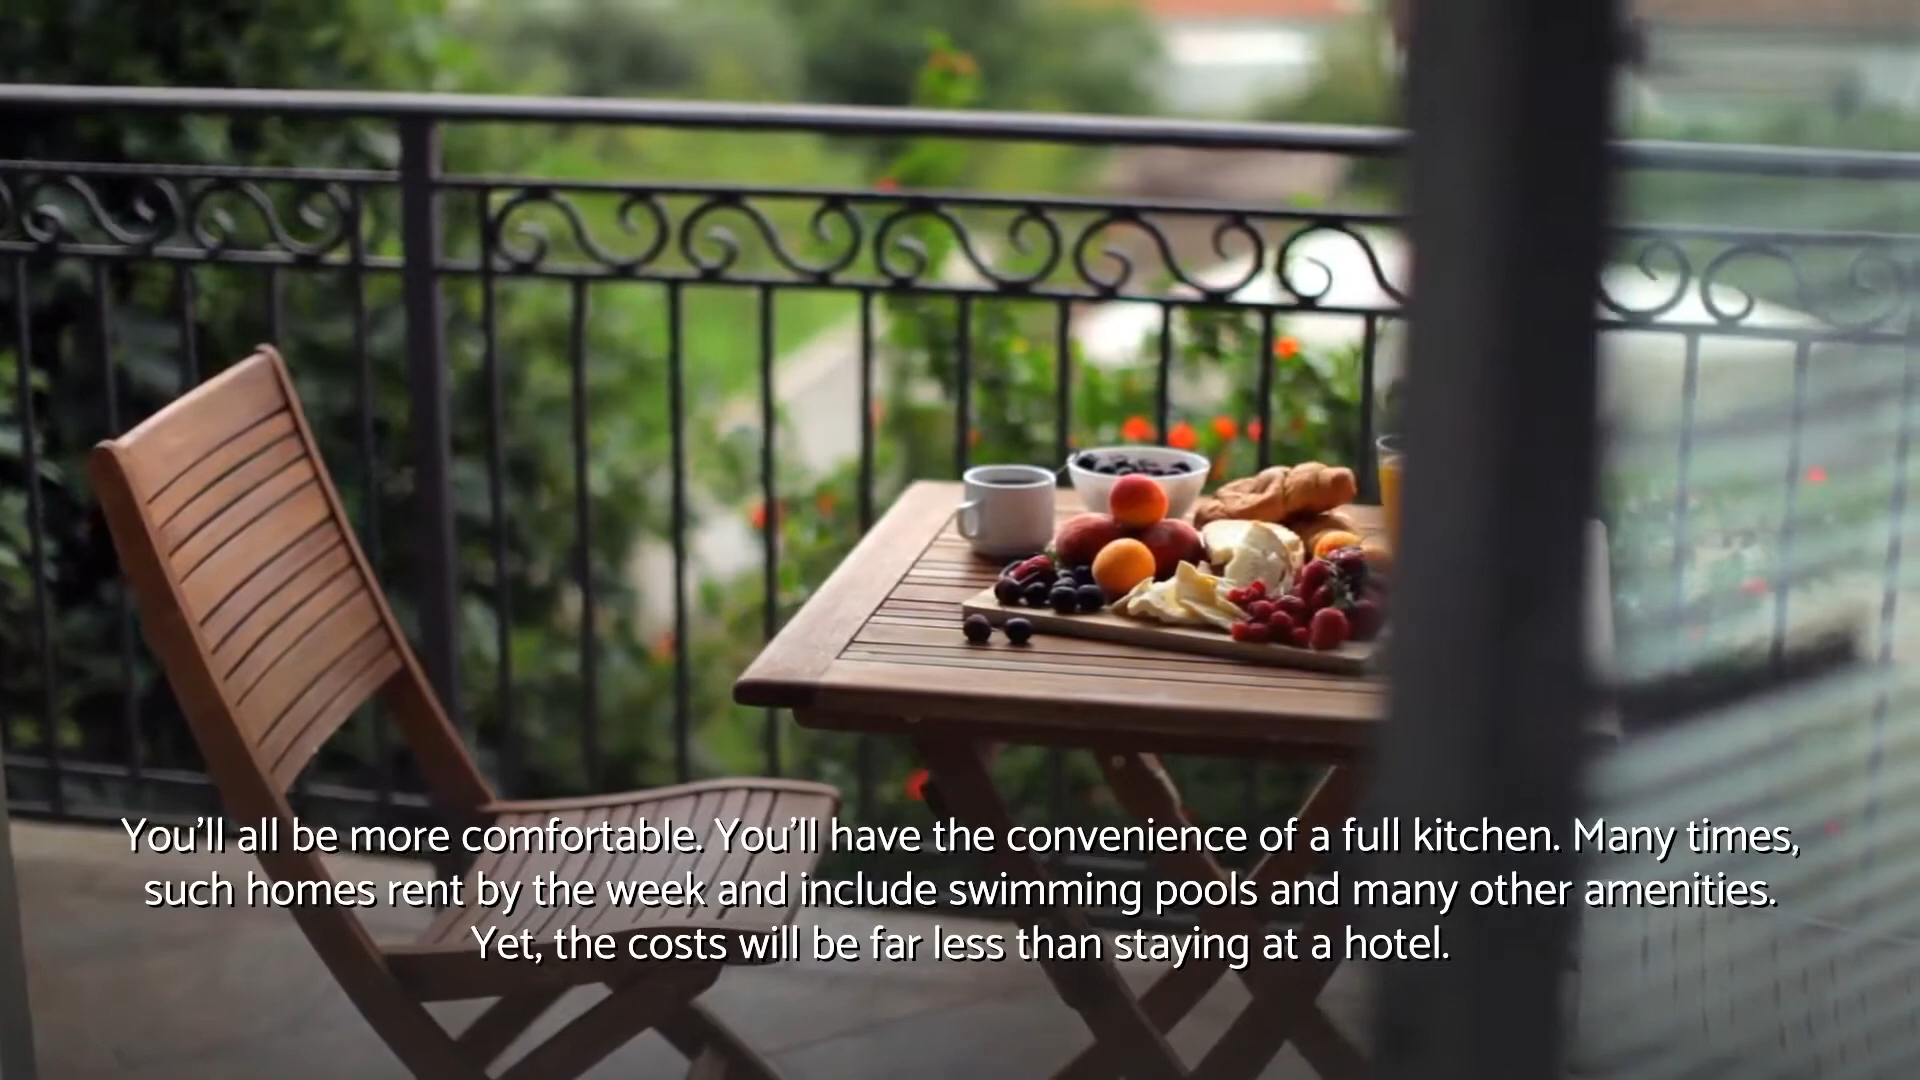 You’ll all be more comfortable. You’ll have the convenience of a full kitchen. Many times,
such homes rent by the week and include swimming pools and many other amenities.
Yet, the costs will be far less than staying at a hotel.